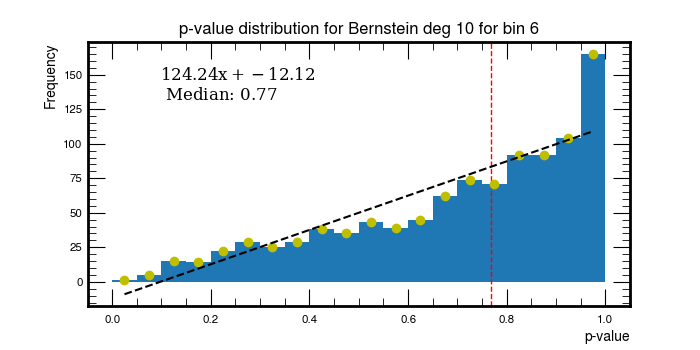 p-value distribution for Bernstein deg 10 for bin 6
Frequency
124.24x + −12.12
Median: 0.77
150
125
100
75
50
25
0
0.0 0.2 0.4 0.6 0.8 1.0
p-value